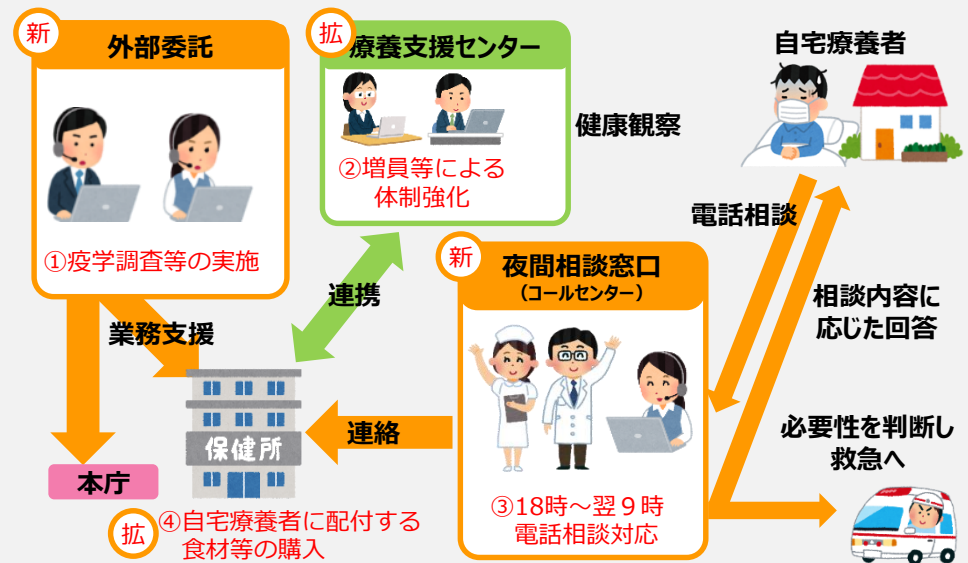 新
外部委託
①疫学調査等の実施
拡
療養支援センター
②増員等による
体制強化
健康観察
自宅療養者
電話相談
相談内容に
応じた回答
新
夜間相談窓口
（コールセンター）
③18時～翌９時
電話相談対応
連携
業務支援
連絡
保健所
本庁
拡
④自宅療養者に配付する
食材等の購入
必要性を判断し
救急へ